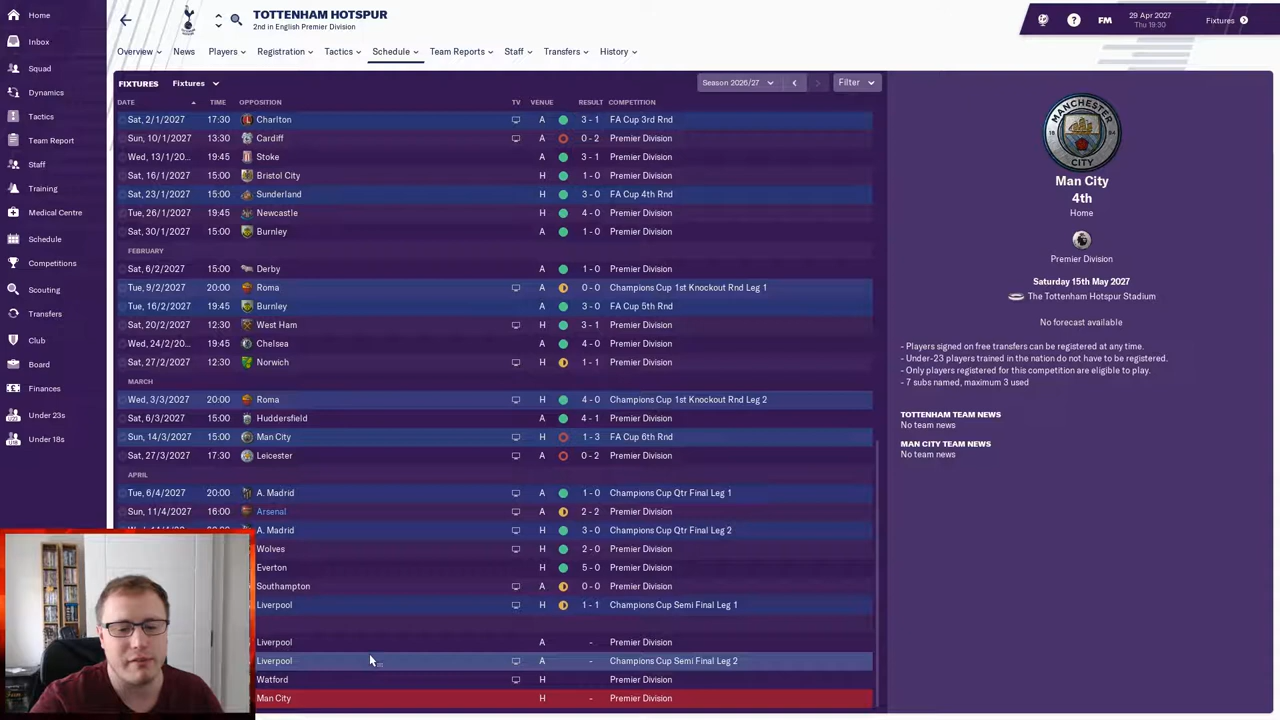 Home
Inbox
Squad
Dynamics
Tactics
Team Report
Staff
Training
Medical Centre
Schedule
Competitions
Scouting
Transfers
Club
Board
Finances
Under 23s
Under 18s
TOTTENHAM HOTSPUR
2nd in English Premier Division
? FM 29 Apr 2027 Thu 19:30 Fixtures
Overview News Players Registration Tactics Schedule Team Reports Staff Transfers History
FIXTURES Fixtures Season 2026/27 Filter
DATE TIME OPPOSITION TV VENUE RESULT COMPETITION
Sat, 2/1/2027 17:30 Charlton A 3 - 1 FA Cup 3rd Rnd
Sun, 10/1/2027 13:30 Cardiff A 0 - 2 Premier Division
Wed, 13/1/20... 19:45 Stoke A 3 - 1 Premier Division
Sat, 16/1/2027 15:00 Bristol City H 1 - 0 Premier Division
Sat, 23/1/2027 15:00 Sunderland H 3 - 0 FA Cup 4th Rnd
Tue, 26/1/2027 19:45 Newcastle H 4 - 0 Premier Division
Sat, 30/1/2027 15:00 Burnley A 1 - 0 Premier Division
FEBRUARY
Sat, 6/2/2027 15:00 Derby A 1 - 0 Premier Division
Tue, 9/2/2027 20:00 Roma A 0 - 0 Champions Cup 1st Knockout Rnd Leg 1
Tue, 16/2/2027 19:45 Burnley A 3 - 0 FA Cup 5th Rnd
Sat, 20/2/2027 12:30 West Ham H 3 - 1 Premier Division
Wed, 24/2/20... 19:45 Chelsea A 4 - 0 Premier Division
Sat, 27/2/2027 12:30 Norwich H 1 - 1 Premier Division
MARCH
Wed, 3/3/2027 20:00 Roma H 4 - 0 Champions Cup 1st Knockout Rnd Leg 2
Sat, 6/3/2027 15:00 Huddersfield A 4 - 1 Premier Division
Sun, 14/3/2027 15:00 Man City H 1 - 3 FA Cup 6th Rnd
Sat, 27/3/2027 17:30 Leicester A 0 - 2 Premier Division
APRIL
Tue, 6/4/2027 20:00 A. Madrid A 1 - 0 Champions Cup Qtr Final Leg 1
Sun, 11/4/2027 16:00 Arsenal A 2 - 2 Premier Division
A. Madrid H 3 - 0 Champions Cup Qtr Final Leg 2
Wolves H 2 - 0 Premier Division
Everton H 5 - 0 Premier Division
Southampton A 0 - 0 Premier Division
Liverpool H 1 - 1 Champions Cup Semi Final Leg 1
Liverpool A - Premier Division
Liverpool A - Champions Cup Semi Final Leg 2
Watford H - Premier Division
Man City H - Premier Division
MANCHESTER
19 94
CITY
Man City
4th
Home
Premier Division
Saturday 15th May 2027
The Tottenham Hotspur Stadium
No forecast available
- Players signed on free transfers can be registered at any time.
- Under-23 players trained in the nation do not have to be registered.
- Only players registered for this competition are eligible to play.
- 7 subs named, maximum 3 used
TOTTENHAM TEAM NEWS
No team news
MAN CITY TEAM NEWS
No team news